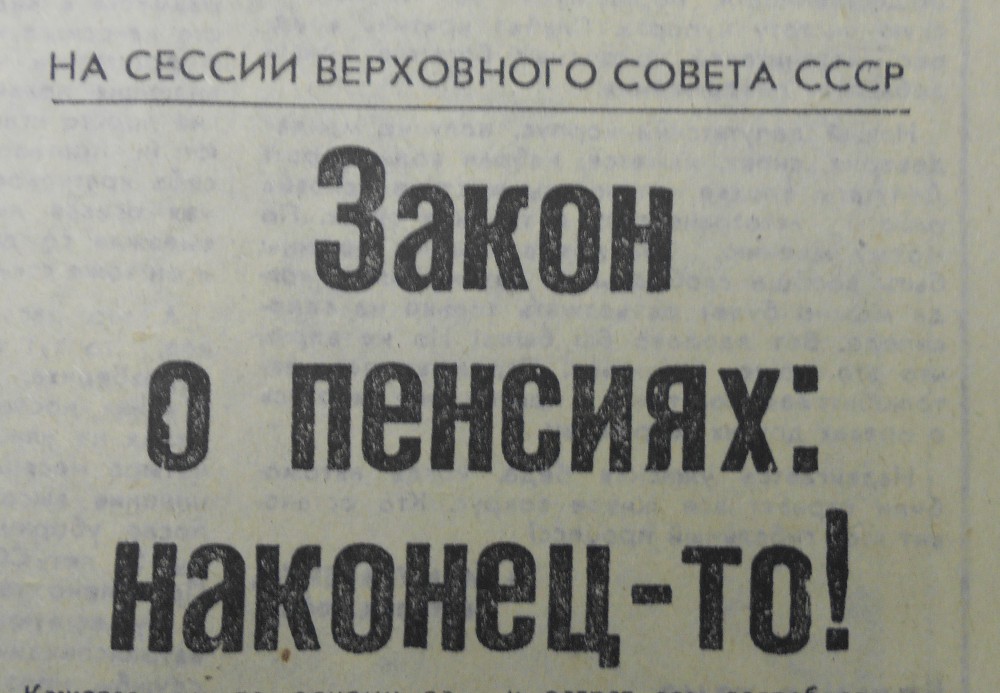 НА СЕССИИ ВЕРХОВНОГО СОВЕТА СССР
Закон
о пенсиях:
наконец-то!